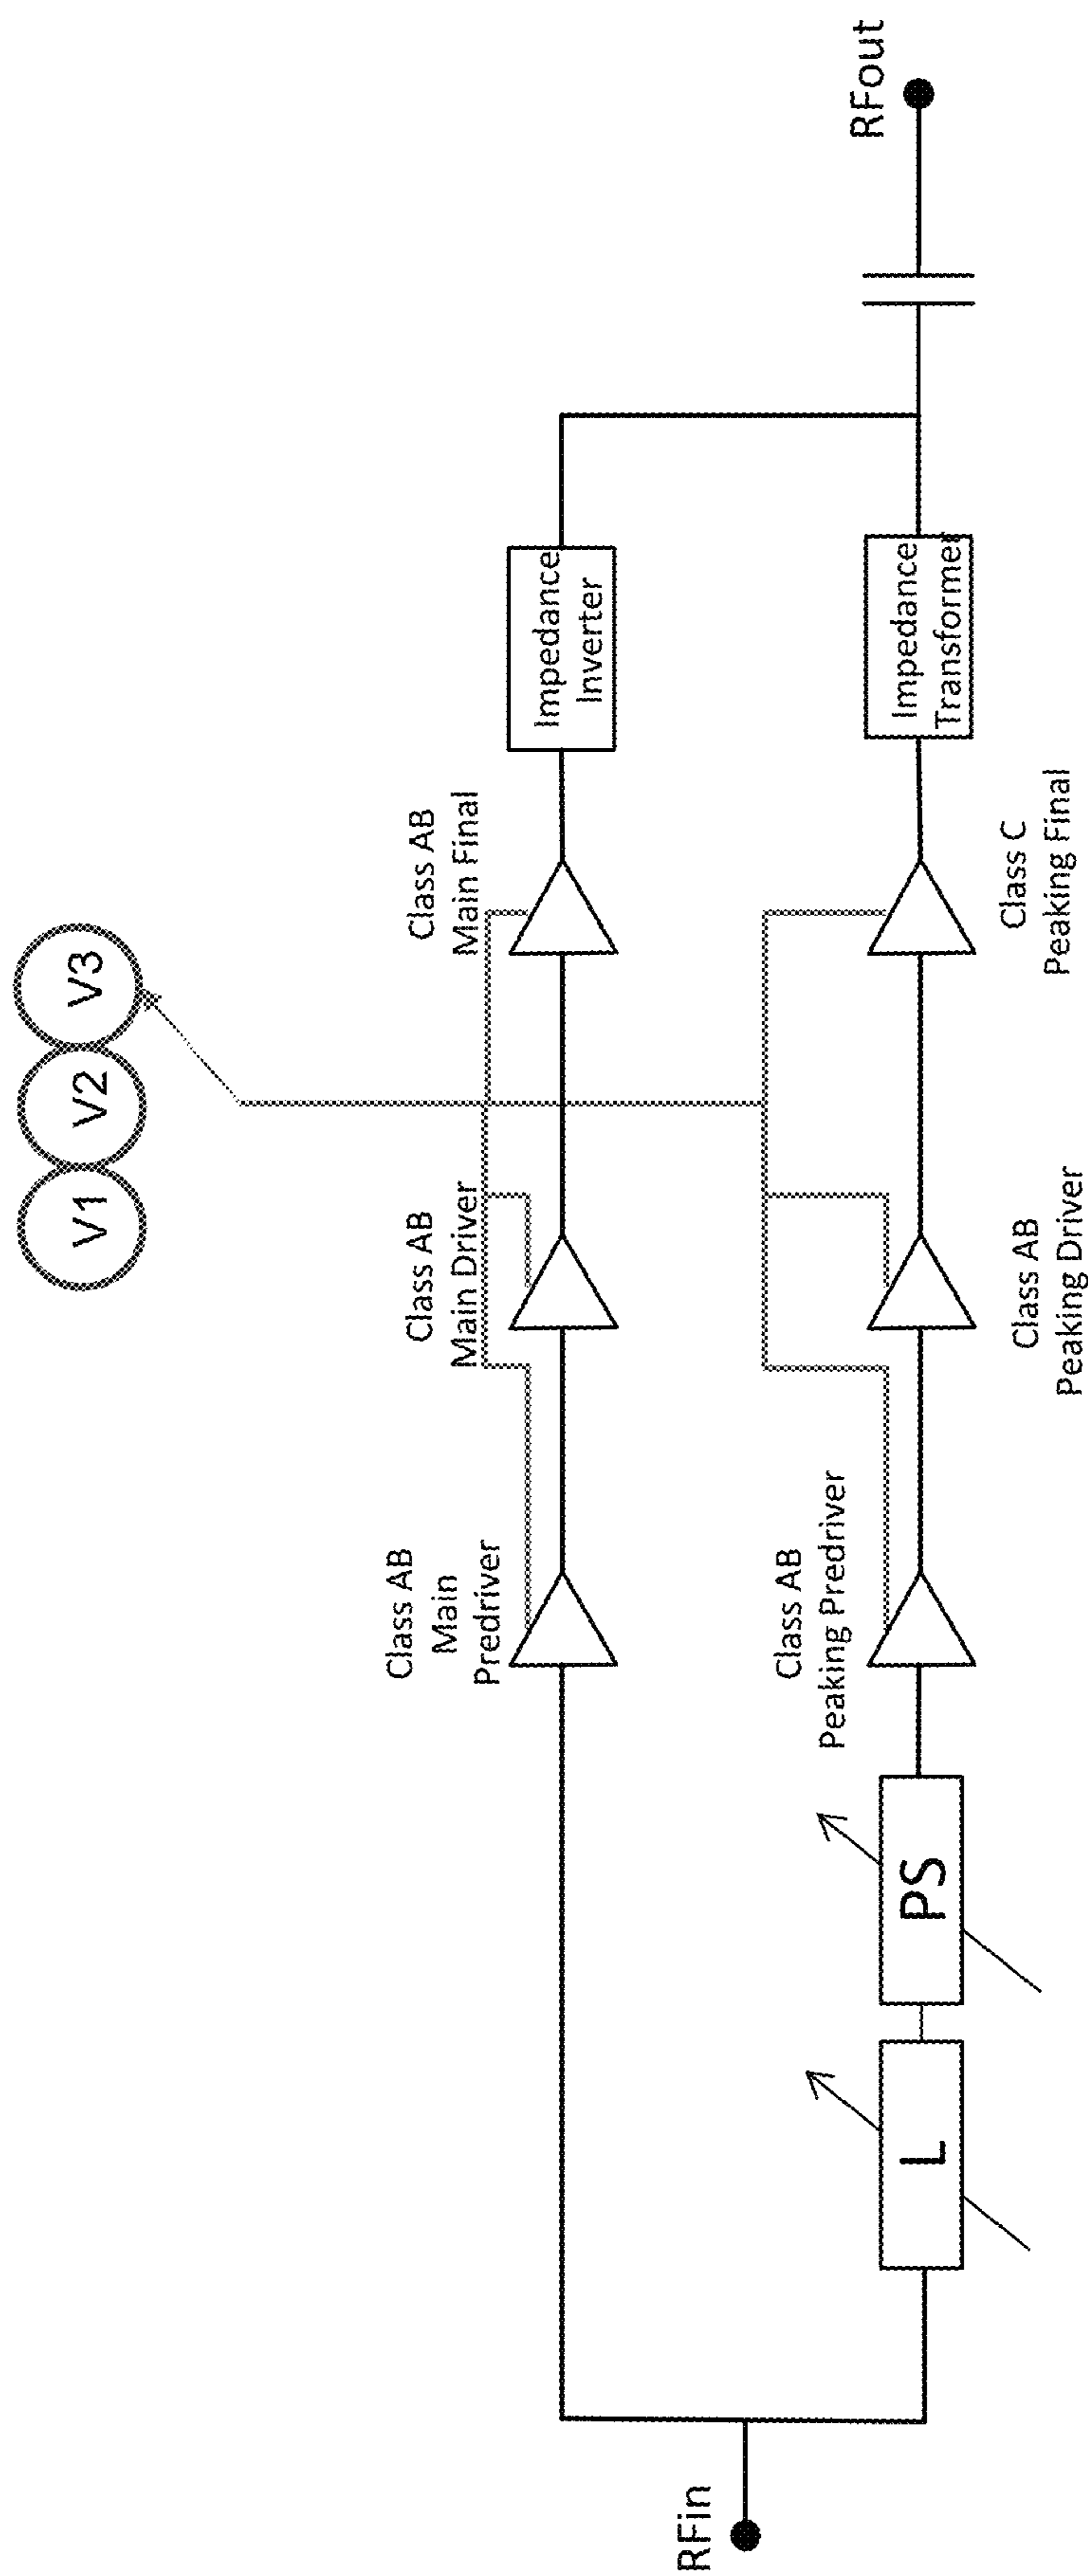 V1
V2
V3
Class AB
Main
Predriver
Class AB
Main Driver
Class AB
Main Final
Impedance
Inverter
RFin
L
PS
Class AB
Peaking Predriver
Class AB
Peaking Driver
Class C
Peaking Final
Impedance
Transformer
RFout